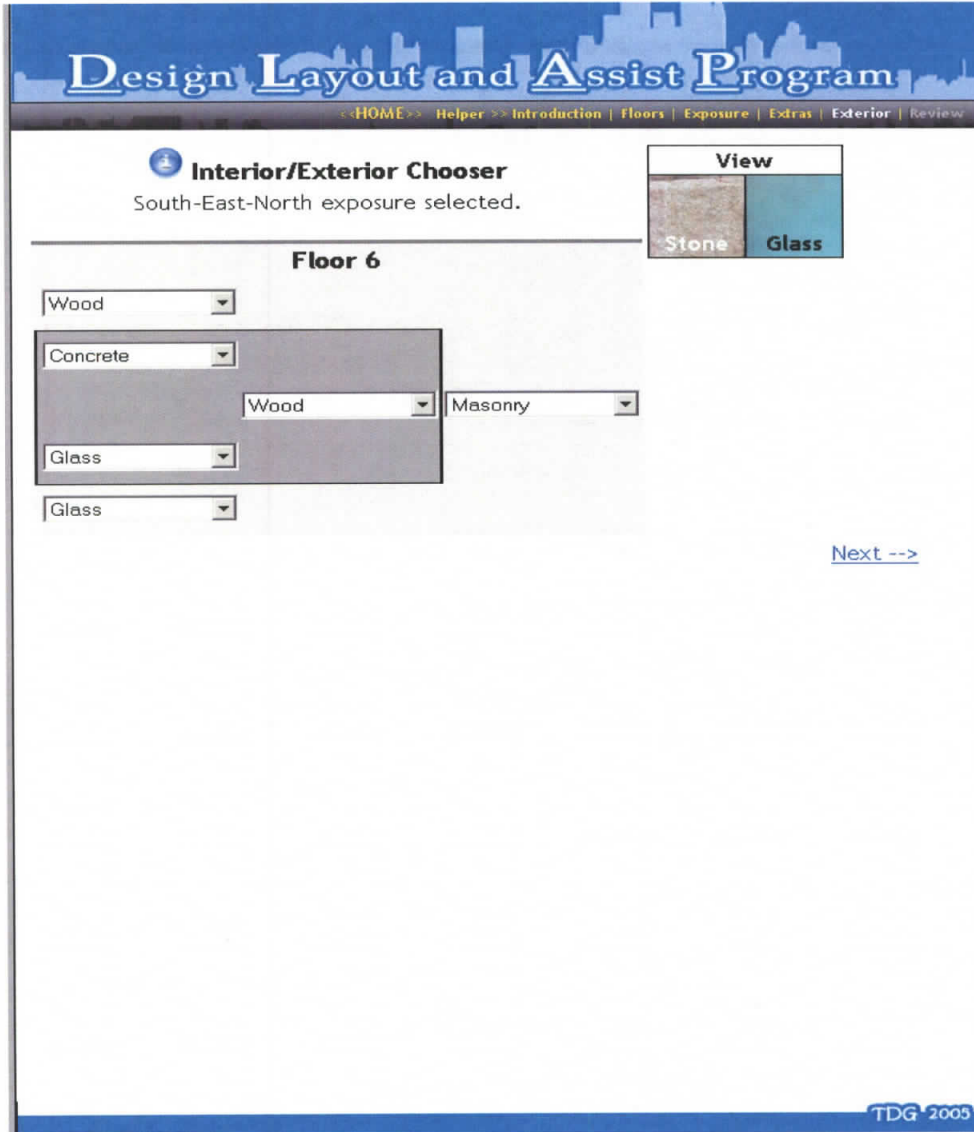 Design Layout and Assist Program
<<HOME>> Helper >> Introduction | Floors | Exposure | Extras | Exterior | Review
Interior/Exterior Chooser
South-East-North exposure selected.
View
Stone Glass
Floor 6
Wood
Concrete
Wood Masonry
Glass
Glass
Next -->
TDG 2005